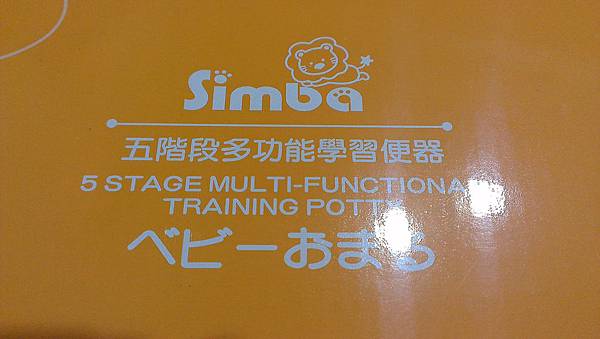 Simba
五階段多功能學習便器
5 STAGE MULTI-FUNCTIONAL
TRAINING POTTY
ベビーおまる